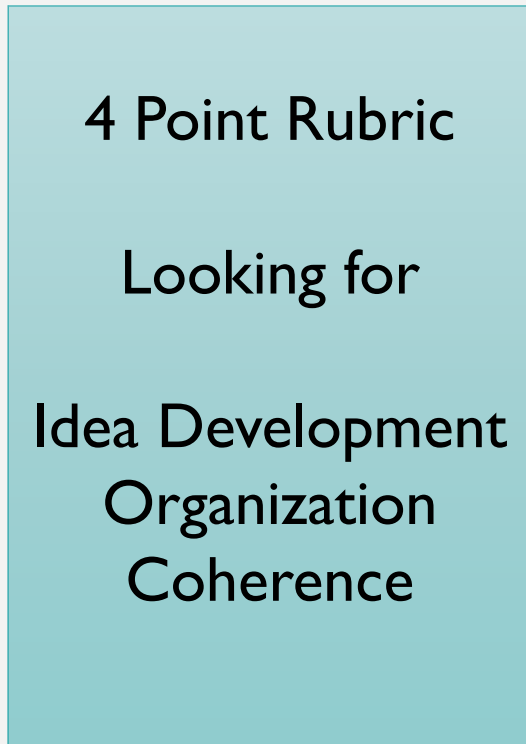 4 Point Rubric
Looking for
Idea Development
Organization
Coherence